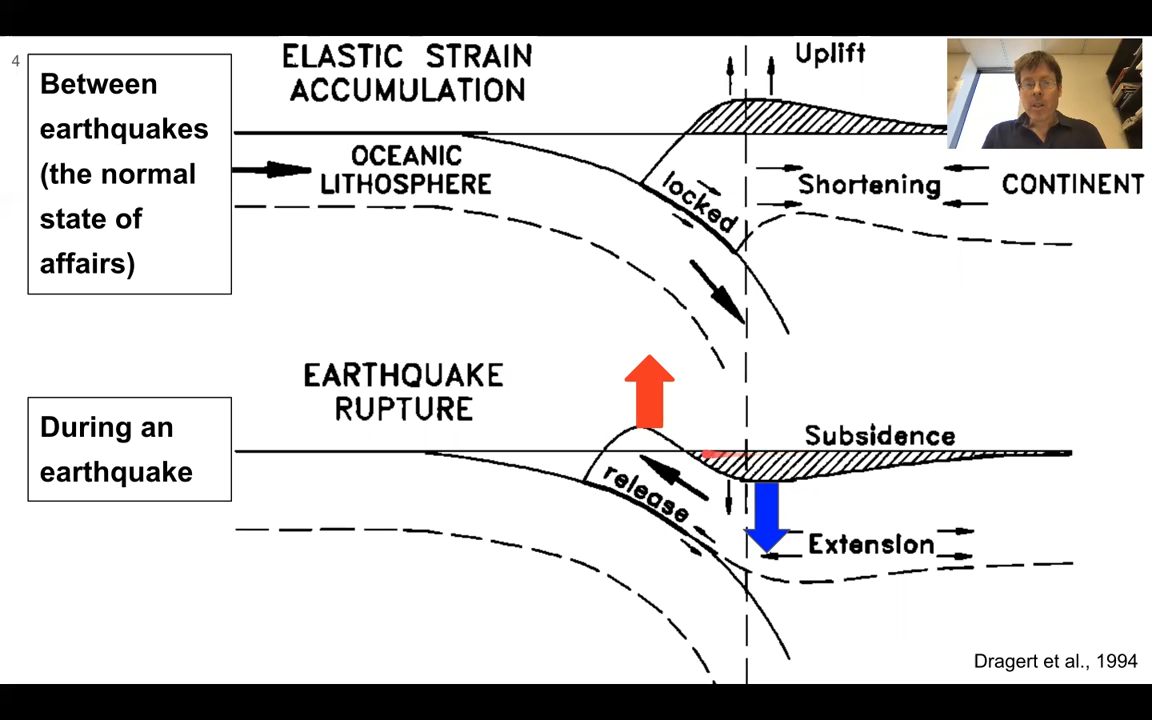 4
Between
earthquakes
(the normal
state of
affairs)
ELASTIC STRAIN
ACCUMULATION
Uplift
OCEANIC
LITHOSPHERE
locked
Shortening
CONTINENT
During an
earthquake
EARTHQUAKE
RUPTURE
release
Subsidence
Extension
Dragert et al., 1994